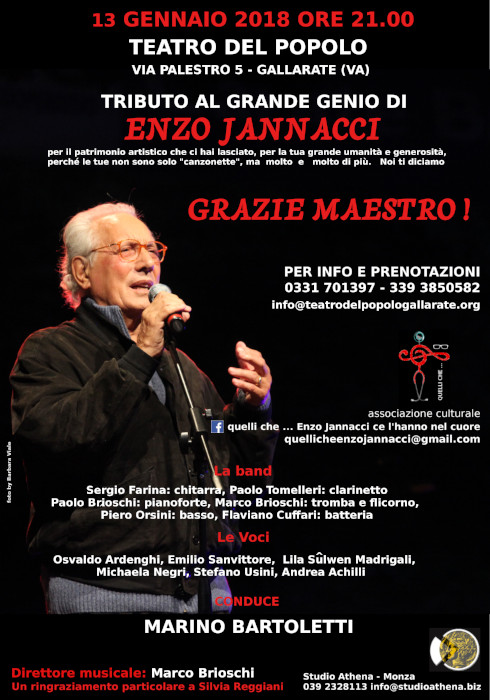 13 GENNAIO 2018 ORE 21.00
TEATRO DEL POPOLO
VIA PALESTRO 5 - GALLARATE (VA)
TRIBUTO AL GRANDE GENIO DI
ENZO JANNACCI
per il patrimonio artistico che ci hai lasciato, per la tua grande umanità e generosità,
perché le tue non sono solo "canzonette", ma molto e molto di più. Noi ti diciamo
GRAZIE MAESTRO !
PER INFO E PRENOTAZIONI
0331 701397 - 339 3850582
info@teatrodelpopologallarate.org
QUELLI CHE ...
associazione culturale
f quelli che ... Enzo Jannacci ce l'hanno nel cuore
quellicheenzojannacci@gmail.com
foto by Barbara Viale
La band
Sergio Farina: chitarra, Paolo Tomelleri: clarinetto
Paolo Brioschi: pianoforte, Marco Brioschi: tromba e flicorno,
Piero Orsini: basso, Flaviano Cuffari: batteria
Le Voci
Osvaldo Ardenghi, Emilio Sanvittore, Lila Sûlwen Madrigali,
Michaela Negri, Stefano Usini, Andrea Achilli
CONDUCE
MARINO BARTOLETTI
Direttore musicale: Marco Brioschi
Un ringraziamento particolare a Silvia Reggiani
Studio Athena - Monza
039 2328113 info@studioathena.biz